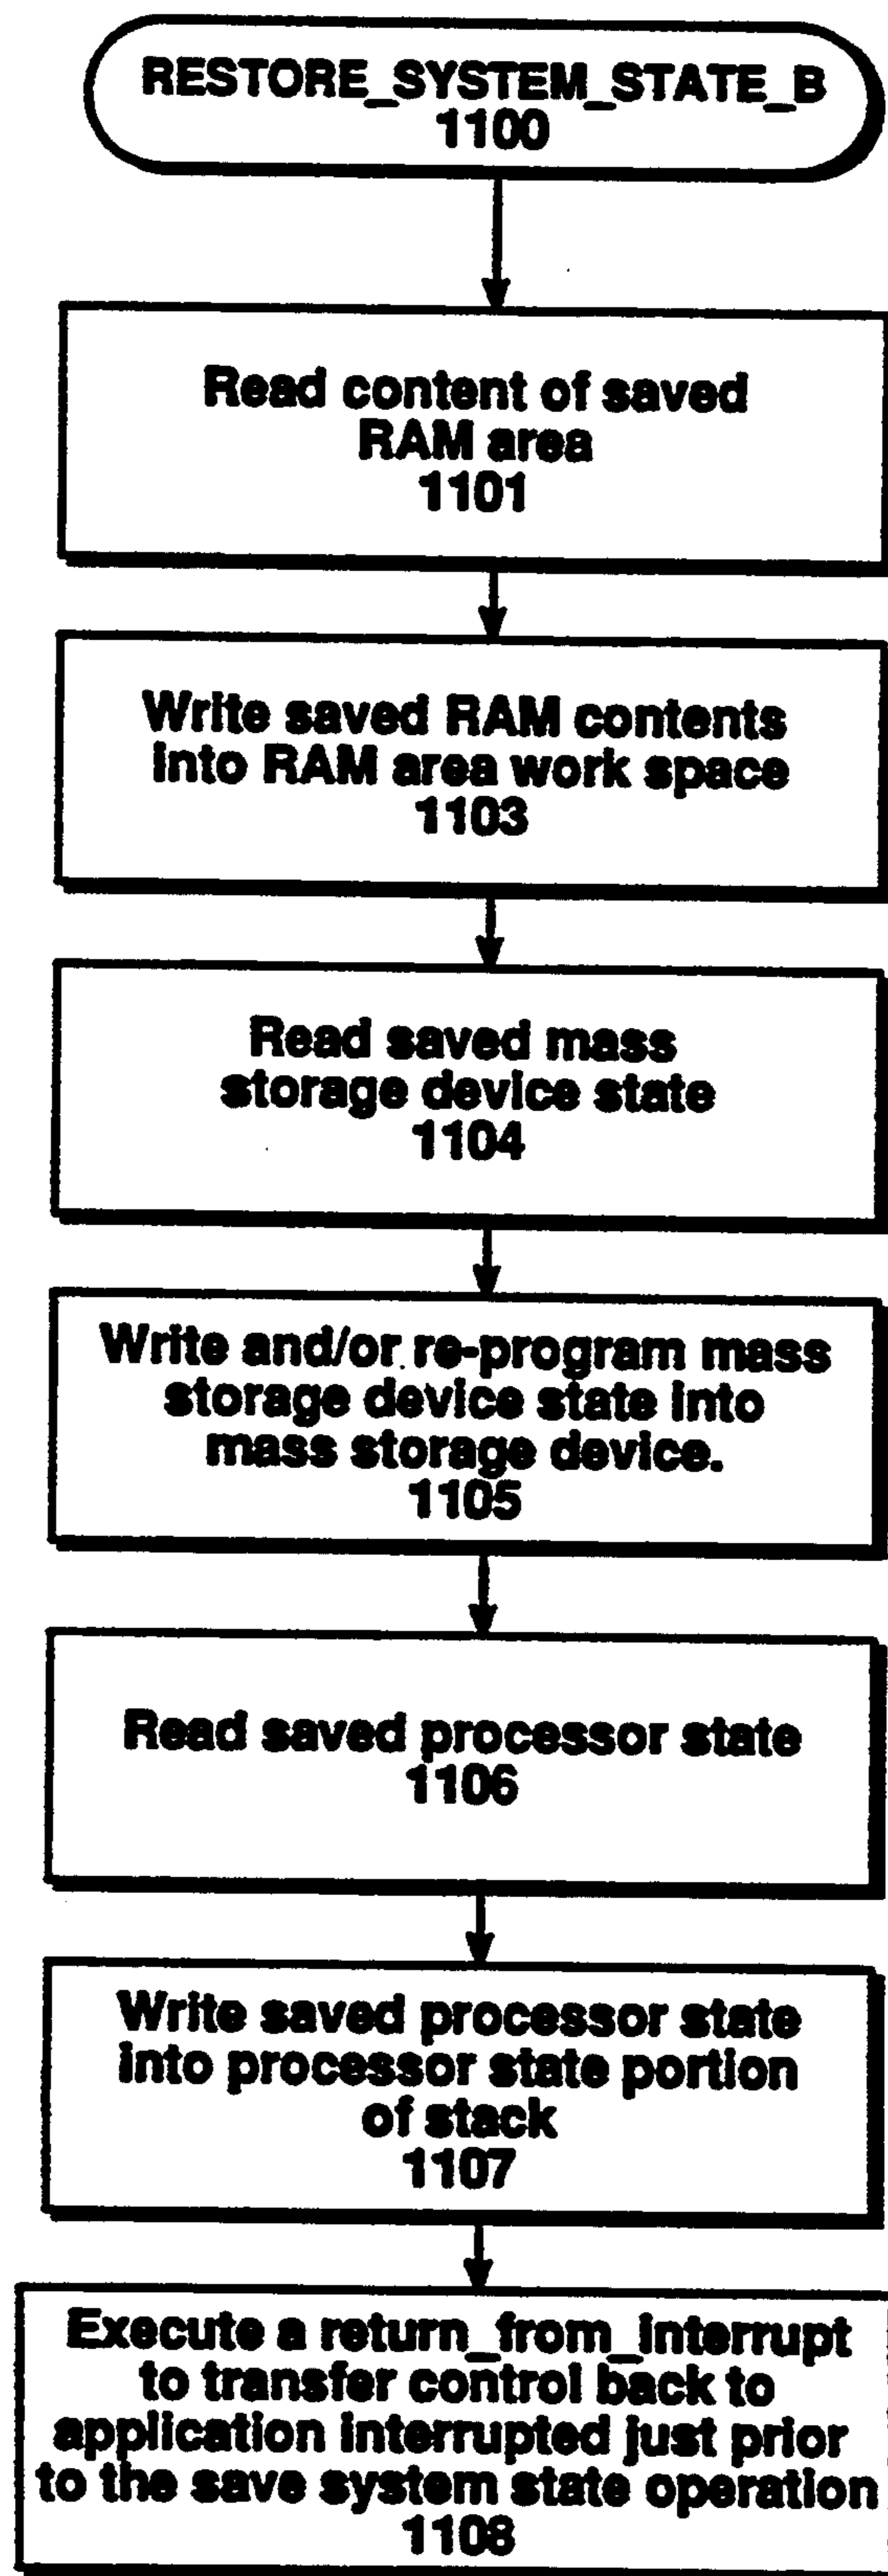 RESTORE_SYSTEM_STATE_B
1100
Read content of saved
RAM area
1101
Write saved RAM contents
into RAM area work space
1103
Read saved mass
storage device state
1104
Write and/or re-program mass
storage device state into
mass storage device.
1105
Read saved processor state
1106
Write saved processor state
into processor state portion
of stack
1107
Execute a return_from_interrupt
to transfer control back to
application interrupted just prior
to the save system state operation
1108